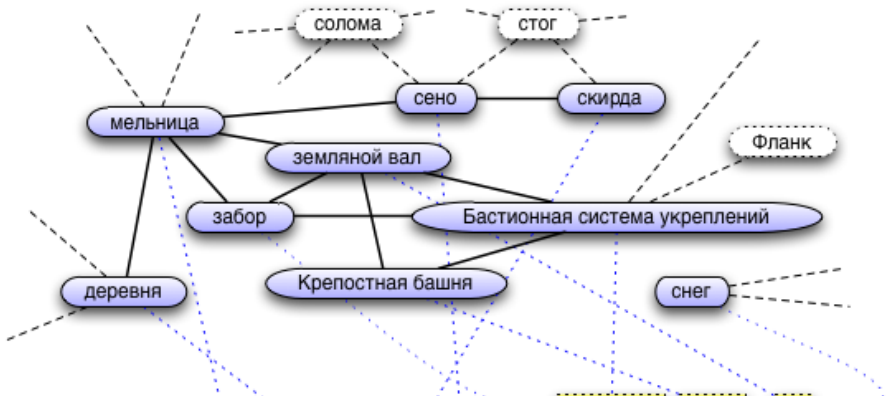 солома
стог
сено
скирда
мельница
Фланк
земляной вал
забор
Бастионная система укреплений
Крепостная башня
деревня
снег